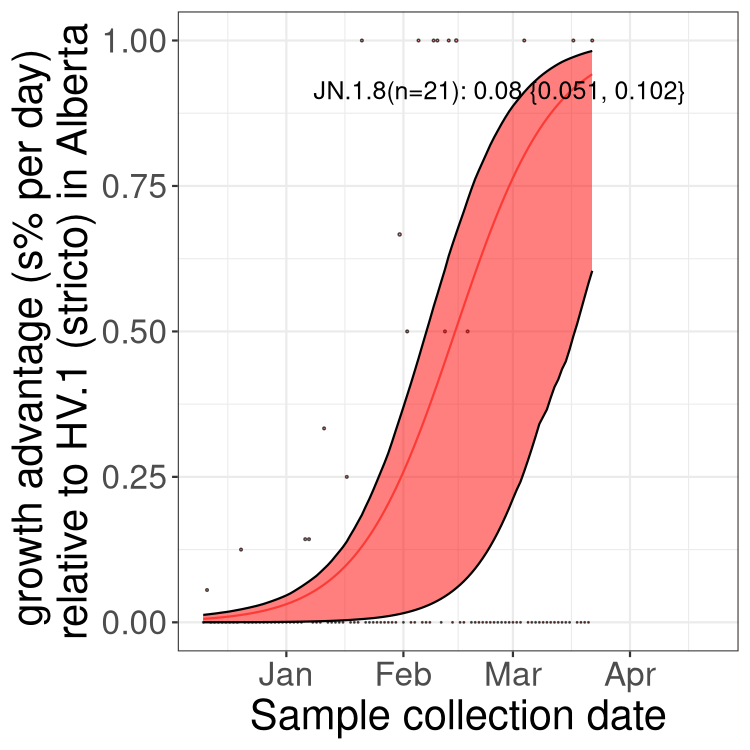 growth advantage (s% per day)
relative to HV.1 (stricto) in Alberta
1.00
0.75
0.50
0.25
0.00
JN.1.8(n=21): 0.08 {0.051, 0.102}
Jan Feb Mar Apr
Sample collection date